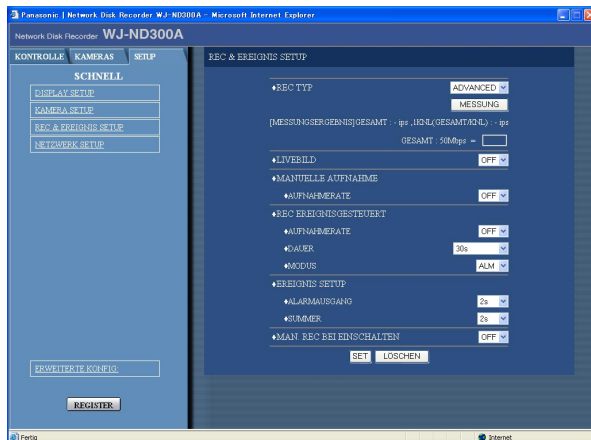 Panasonic | Network Disk Recorder WJ-ND300A - Microsoft Internet Explorer
Network Disk Recorder WJ-ND300A
KONTROLLE KAMERAS SETUP
SCHNELL
DISPLAY SETUP
KAMERA SETUP
REC & EREIGNIS SETUP
NETZWERK SETUP
ERWEITERTE KONFIG.
REGISTER
REC & EREIGNIS SETUP
♦REC TYP ADVANCED
MESSUNG
[MESSUNGSERGEBNIS]GESAMT : - ips ,1KNL(GESAMT/KNL) : - ips
GESAMT : 50Mbps =
♦LIVEBILD OFF
♦MANUELLE AUFNAHME
♦AUFNAHMERATE OFF
♦REC EREIGNISGESTEUERT
♦AUFNAHMERATE OFF
♦DAUER 30s
♦MODUS ALM
♦EREIGNIS SETUP
♦ALARMAUSGANG 2s
♦SUMMER 2s
♦MAN. REC BEI EINSCHALTEN OFF
SET LÖSCHEN
Fertig Internet